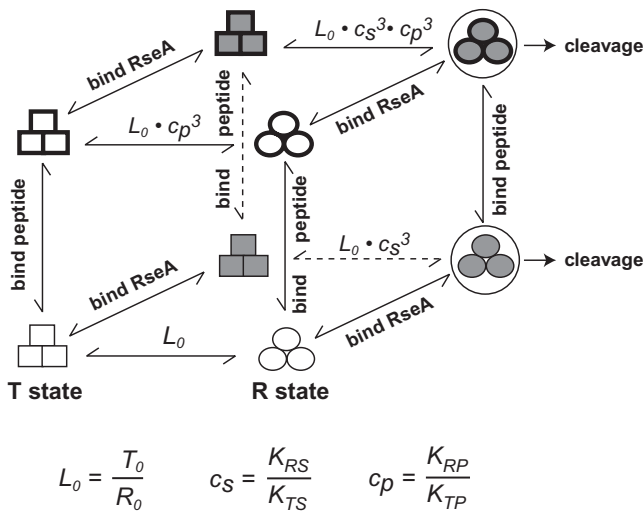 L₀ • cₛ³ • cₚ³
cleavage
bind RseA
peptide
bind
L₀ • cₚ³
bind RseA
bind peptide
bind peptide
peptide
bind
L₀ • cₛ³
cleavage
bind RseA
bind RseA
L₀
T state
R state
L₀ = T₀ / R₀ cₛ = K_RS / K_TS cₚ = K_RP / K_TP